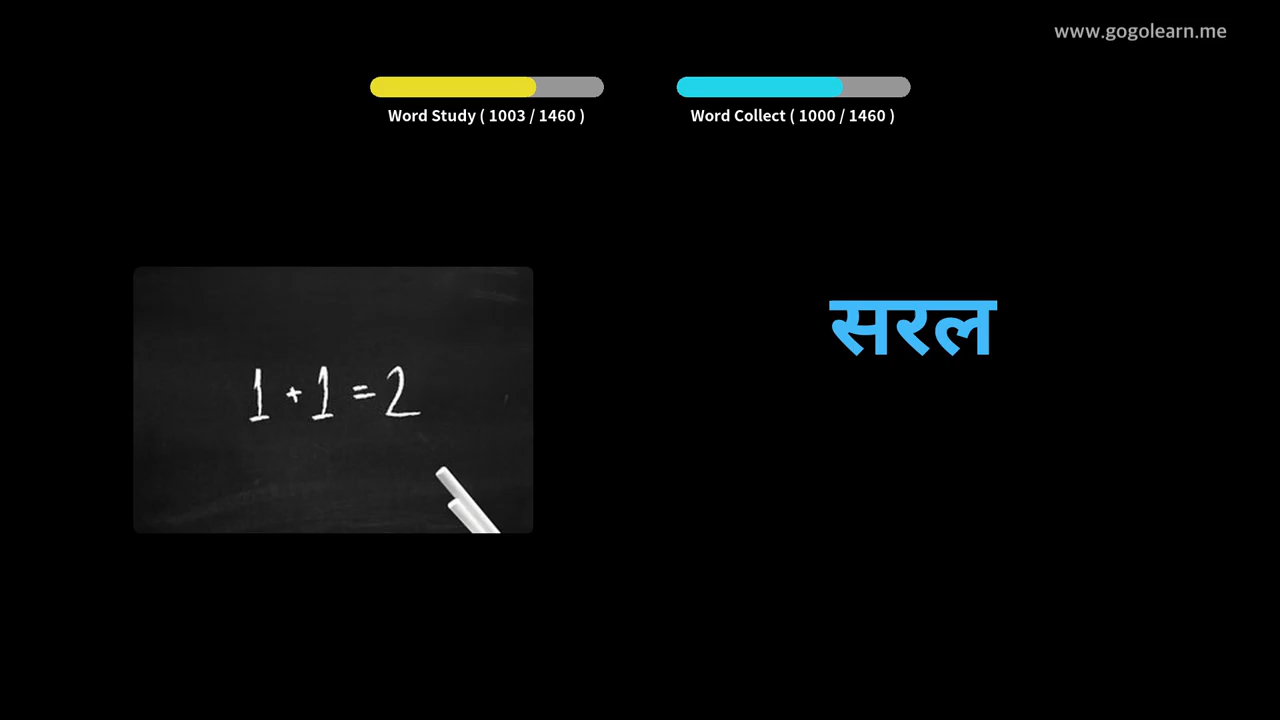 www.gogolearn.me
Word Study ( 1003 / 1460 )
Word Collect ( 1000 / 1460 )
1 + 1 = 2
सरल